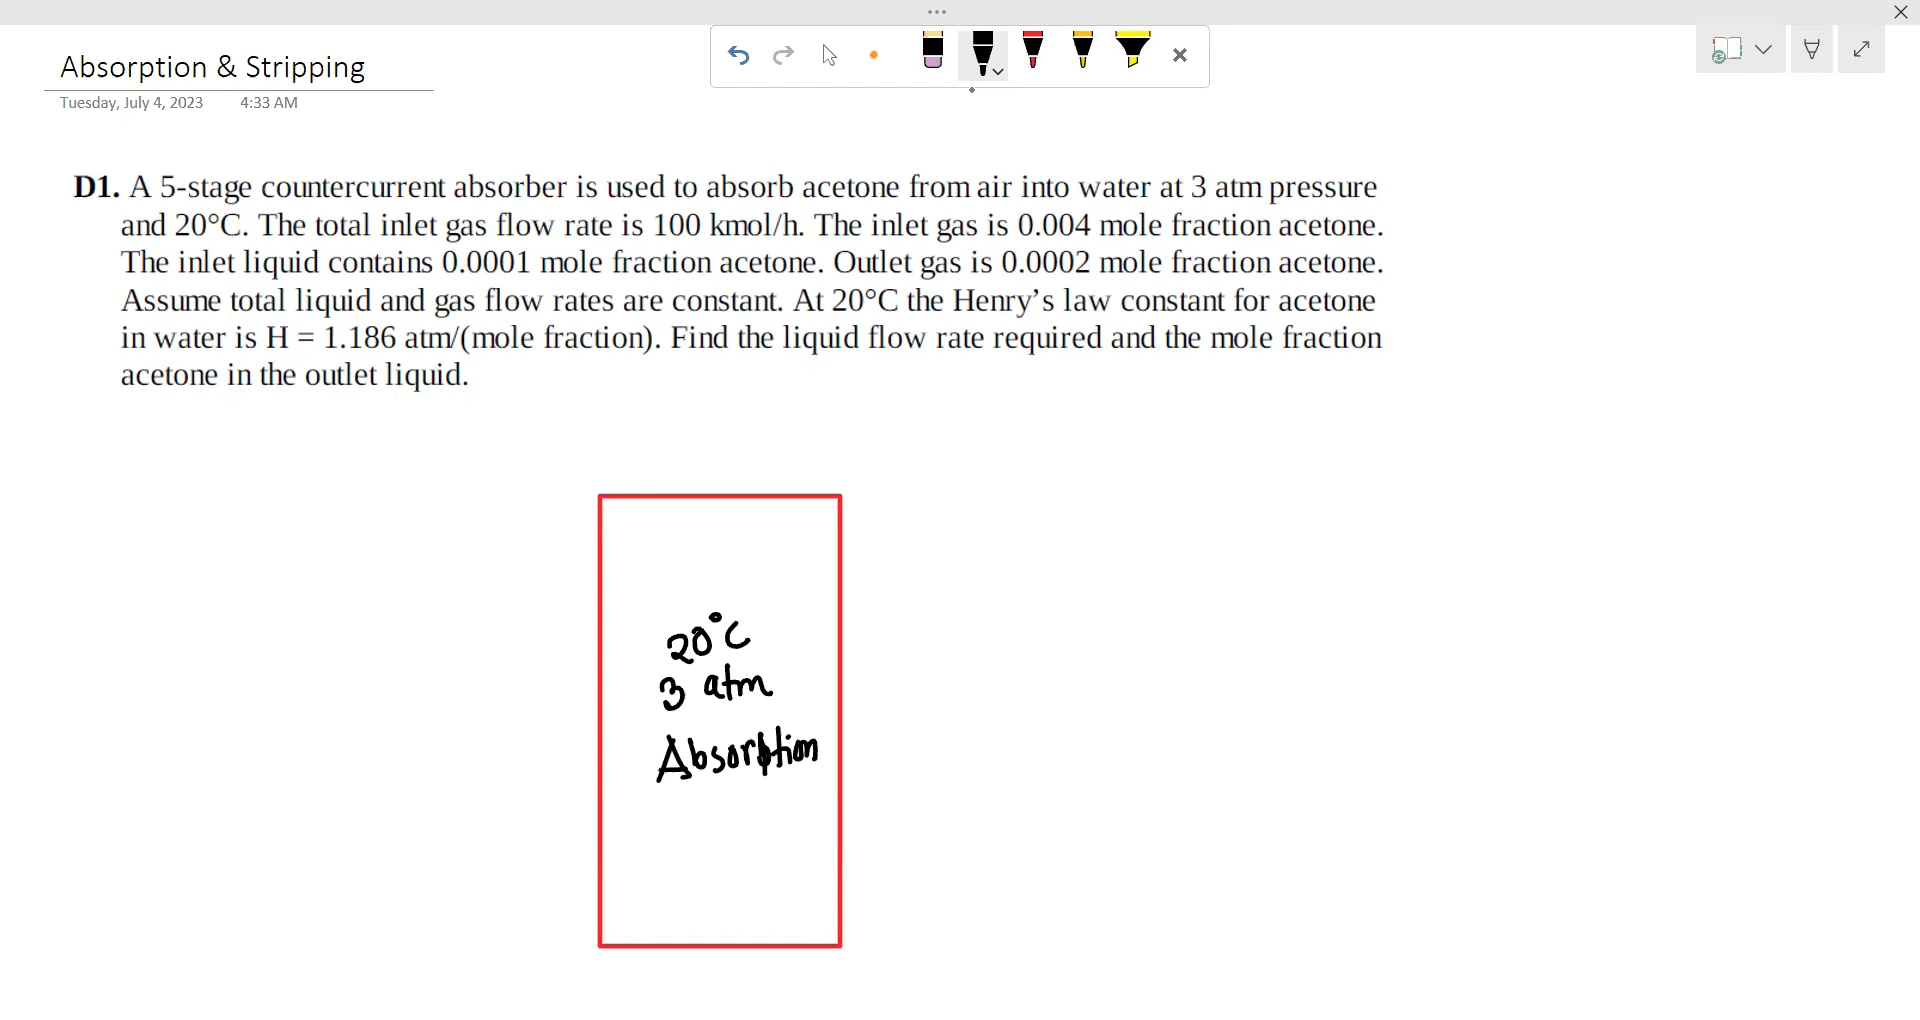 Absorption & Stripping
Tuesday, July 4, 2023 4:33 AM
D1. A 5-stage countercurrent absorber is used to absorb acetone from air into water at 3 atm pressure
and 20°C. The total inlet gas flow rate is 100 kmol/h. The inlet gas is 0.004 mole fraction acetone.
The inlet liquid contains 0.0001 mole fraction acetone. Outlet gas is 0.0002 mole fraction acetone.
Assume total liquid and gas flow rates are constant. At 20°C the Henry’s law constant for acetone
in water is H = 1.186 atm/(mole fraction). Find the liquid flow rate required and the mole fraction
acetone in the outlet liquid.
20°C
3 atm
Absorption